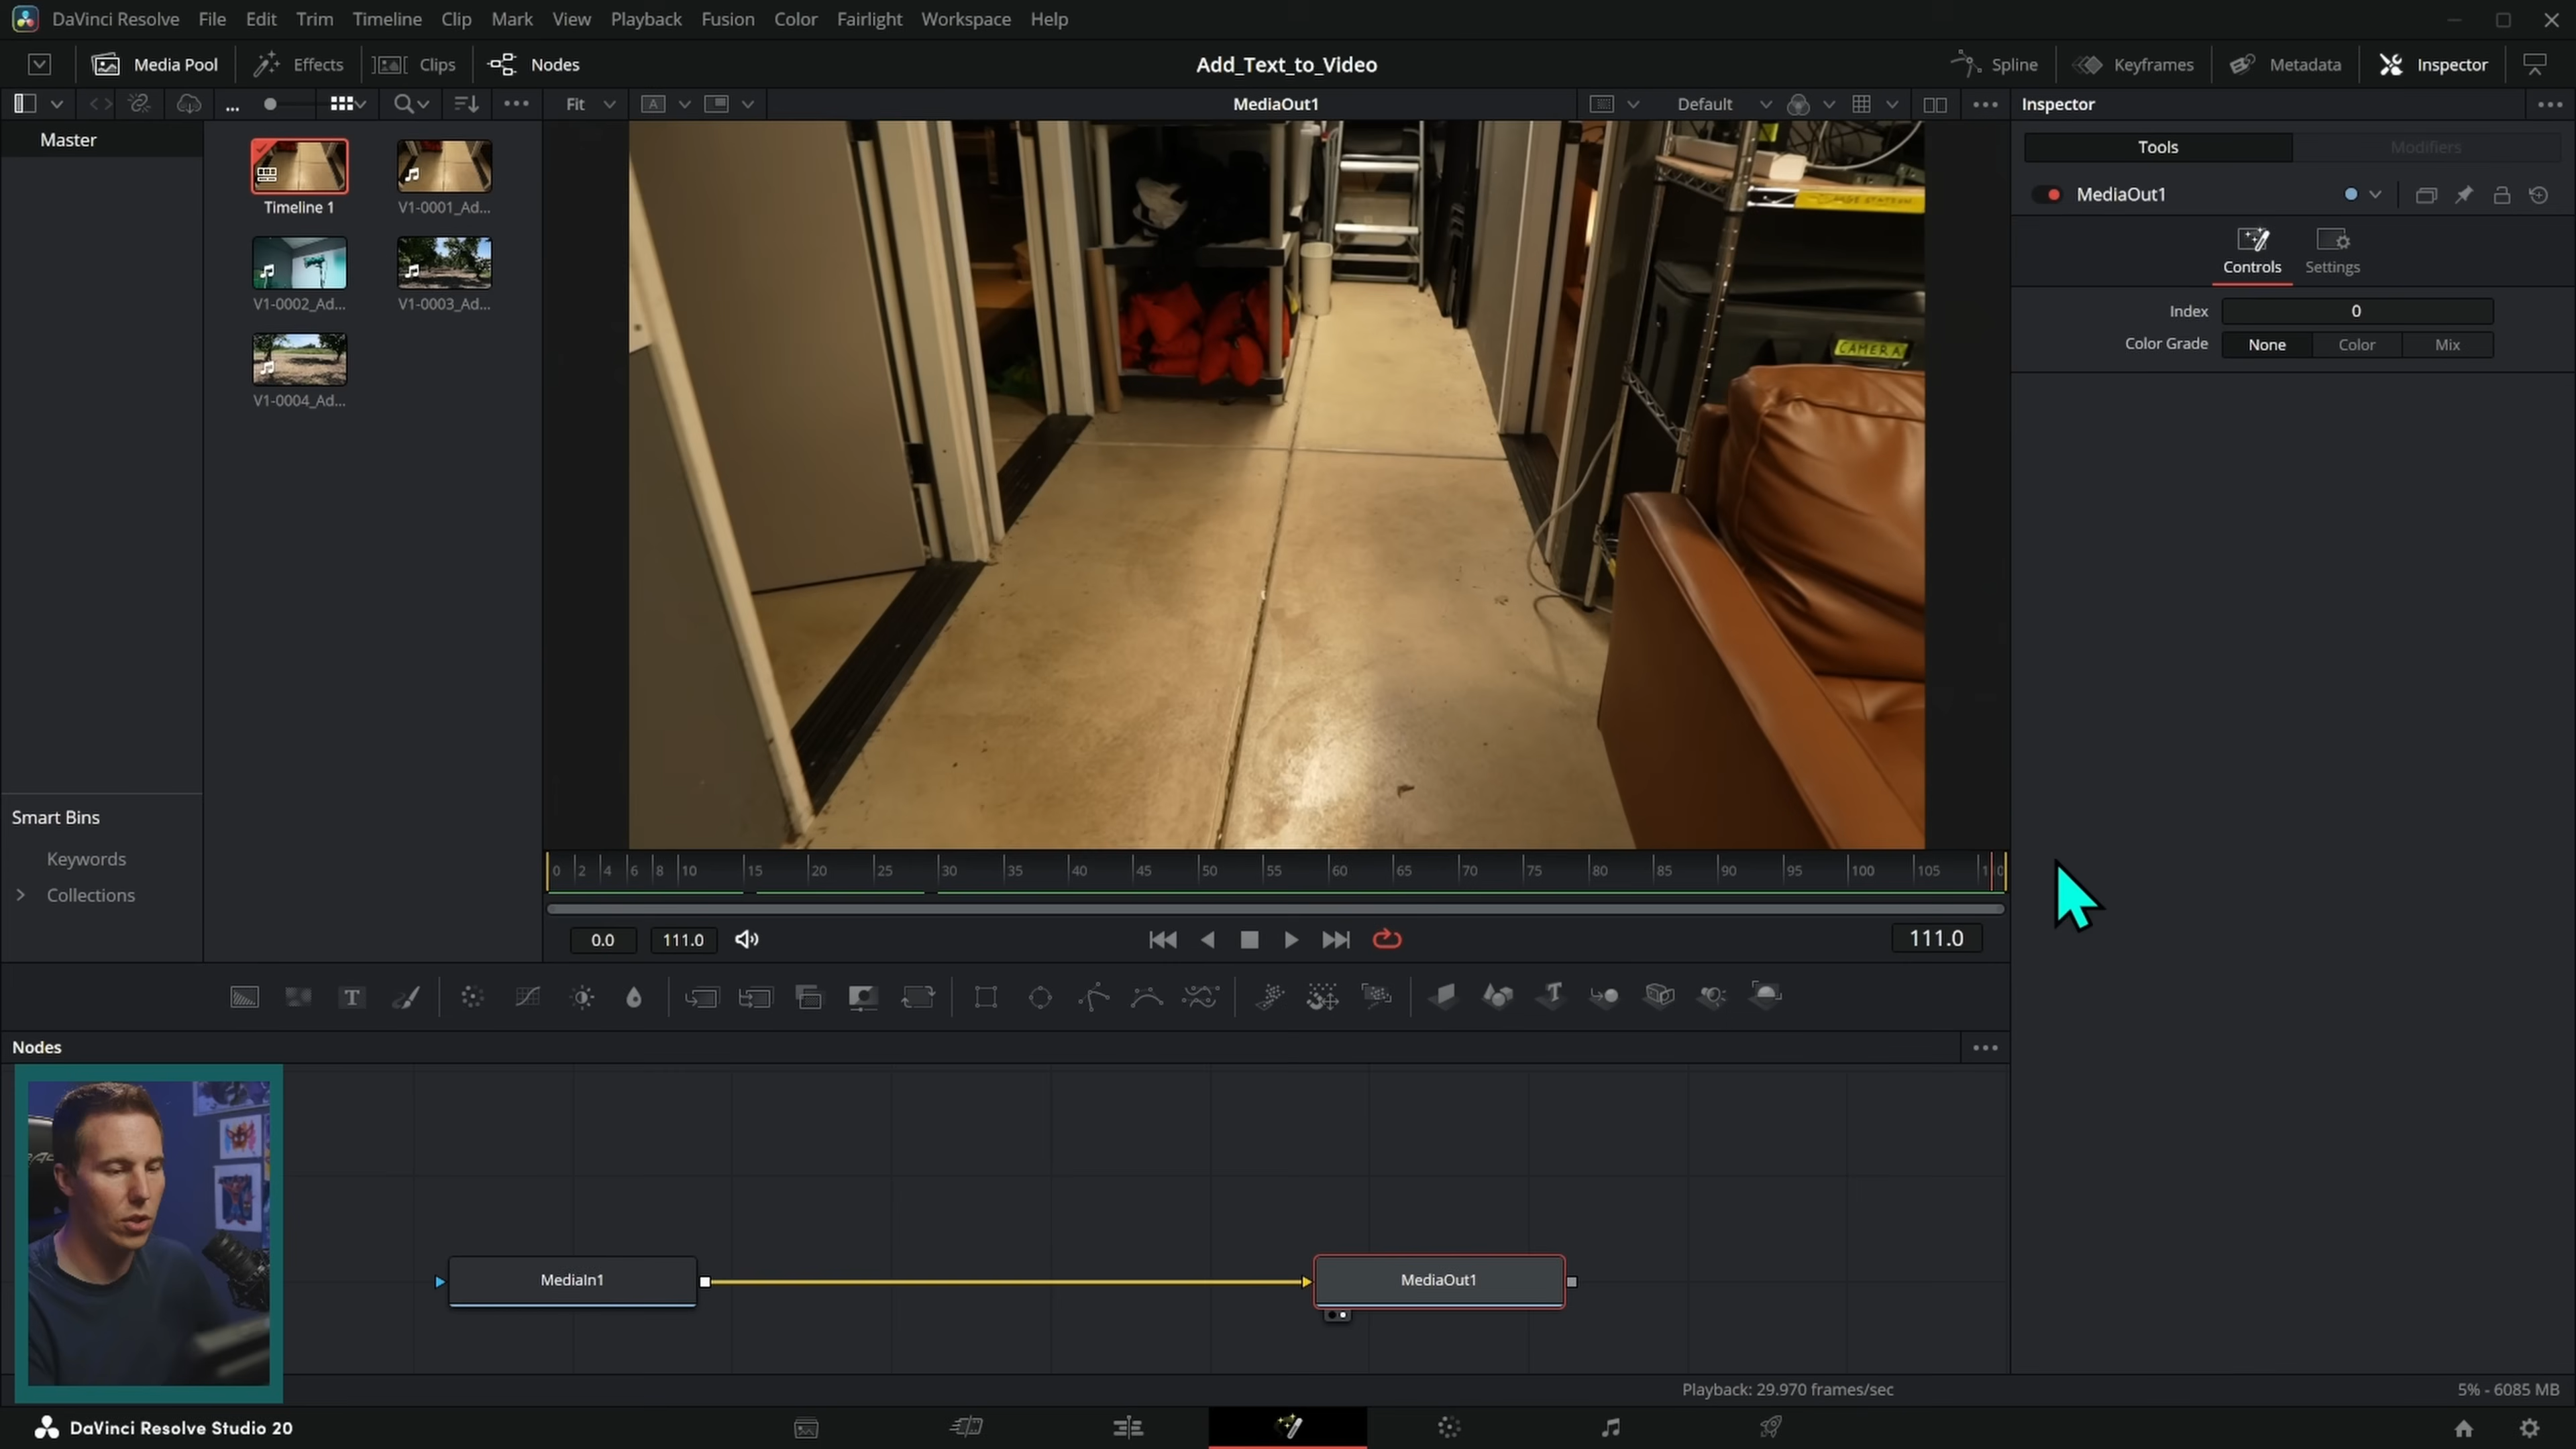 DaVinci Resolve File Edit Trim Timeline Clip Mark View Playback Fusion Color Fairlight Workspace Help
Media Pool Effects Clips Nodes Add_Text_to_Video Spline Keyframes Metadata Inspector
... Fit A MediaOut1 Default Inspector
Master
Timeline 1 V1-0001_Ad...
V1-0002_Ad... V1-0003_Ad...
V1-0004_Ad...
CAMERA
Tools Modifiers
MediaOut1
Controls Settings
Index 0
Color Grade None Color Mix
Smart Bins
Keywords
Collections
0 2 4 6 8 10 15 20 25 30 35 40 45 50 55 60 65 70 75 80 85 90 95 100 105
0.0 111.0 111.0
T
Nodes
MediaIn1 MediaOut1
Playback: 29.970 frames/sec 5% - 6085 MB
DaVinci Resolve Studio 20